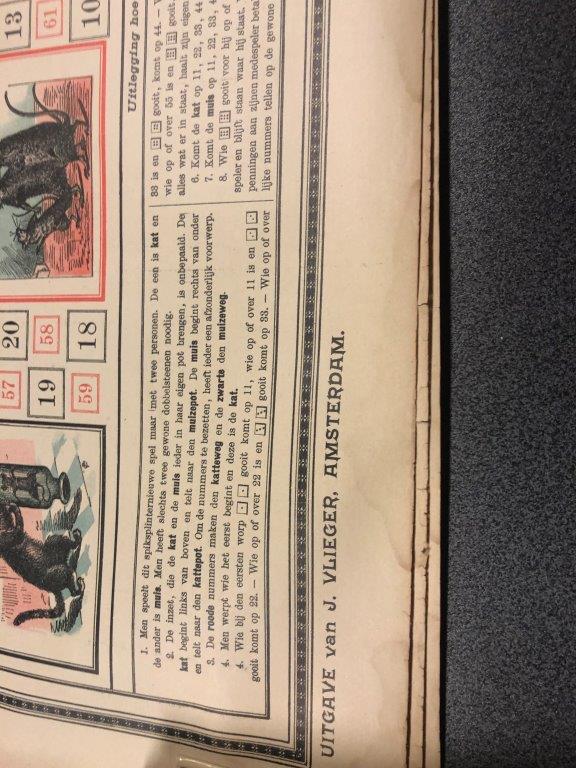 13
61
10
20
58
18
57
19
59
Uitlegging hoe
1. Men speelt dit spiksplinternieuwe spel maar met twee personen. De een is kat en
de ander is muis. Men heeft slechts twee gewone dobbelsteenen noodig.
2. De inzet, die de kat en de muis ieder in haar eigen pot brengen, is onbepaald. De
kat begint links van boven en telt naar den muizepot. De muis begint rechts van onder
en telt naar den kattepot. Om de nummers te bezetten, heeft ieder een afzonderlijk voorwerp.
3. De roode nummers maken den katteweg en de zwarte den muizeweg.
4. Men werpt wie het eerst begint en deze is de kat.
4. Wie bij den eersten worp ⚀ ⚀ gooit komt op 11, wie op of over 11 is en ⚀ ⚀
gooit komt op 22. — Wie op of over 22 is en gooit komt op 33. — Wie op of over
33 is en gooit, komt op 44. —
wie op of over 55 is en gooit
alles wat er in staat, haalt zijn eigen
6. Komt de kat op 11, 22, 33, 44
7. Komt de muis op 11, 22, 33,
8. Wie gooit voor hij op of
speler en blijft staan waar hij staat.
penningen aan zijnen medespeler beta
lijke nummers tellen op de gewone
UITGAVE van J. VLIEGER, AMSTERDAM.